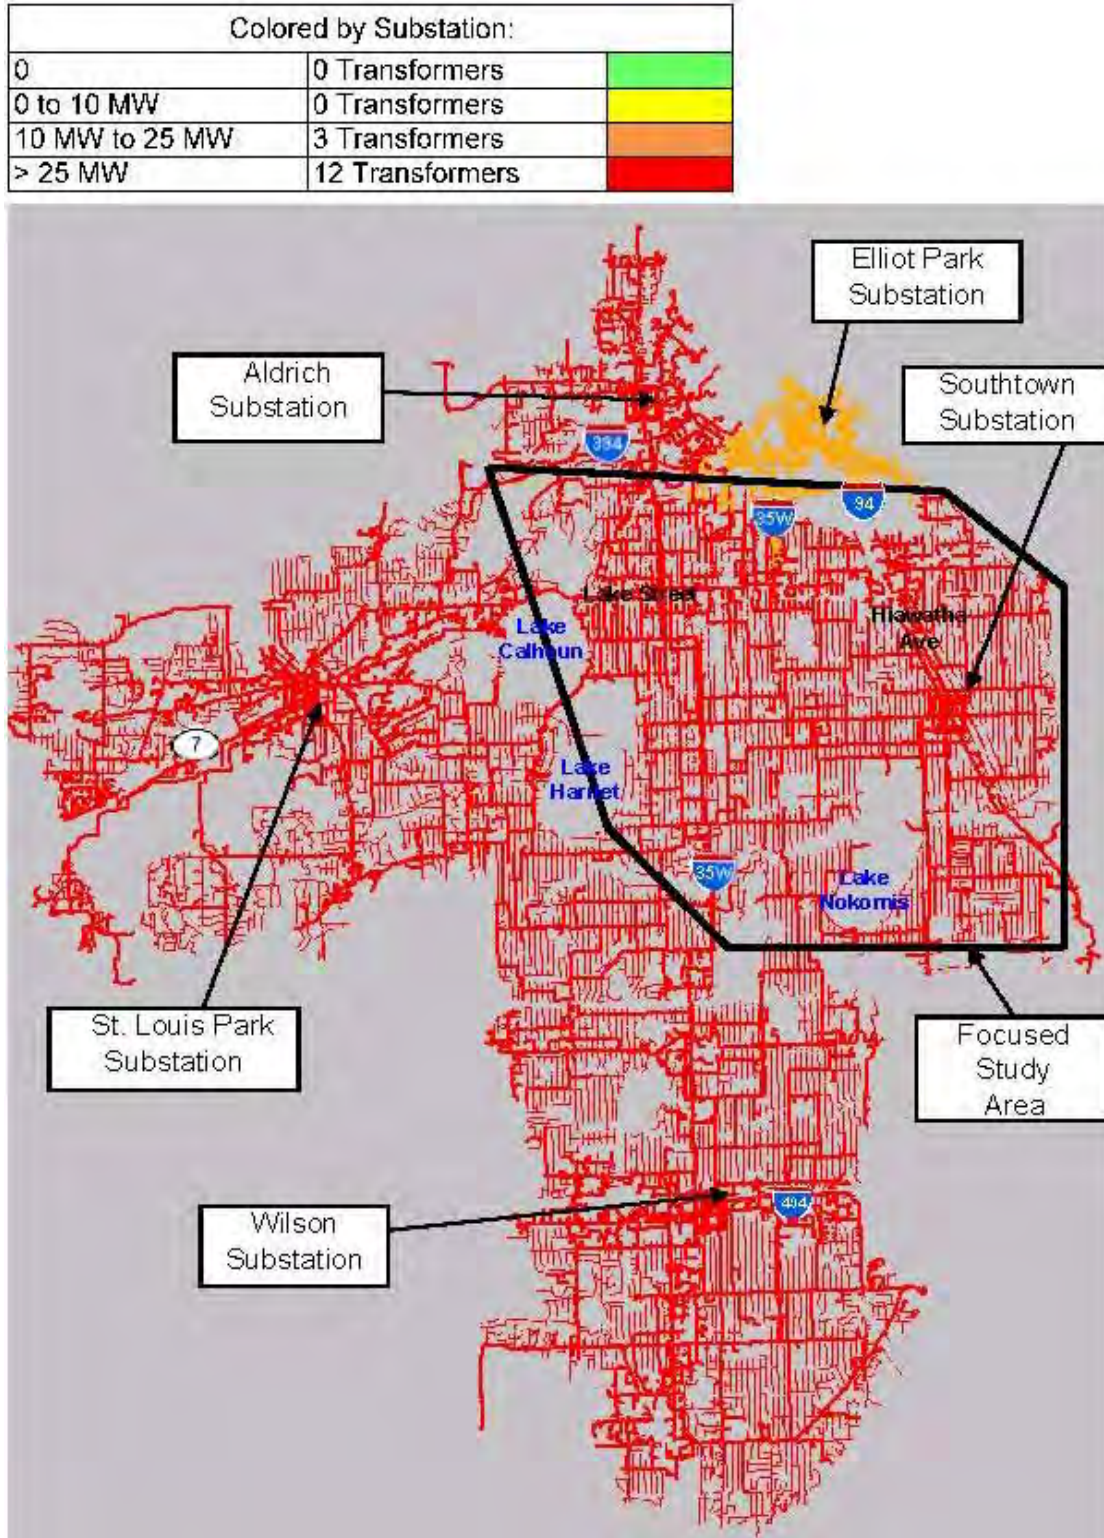 Colored by Substation:
0 0 Transformers
0 to 10 MW 0 Transformers
10 MW to 25 MW 3 Transformers
> 25 MW 12 Transformers
Elliot Park
Substation
Aldrich
Substation
Southtown
Substation
394
94
35W
Lake Street
Hiawatha
Ave
Lake
Calhoun
7
Lake
Harriet
35W
Lake
Nokomis
St. Louis Park
Substation
Focused
Study
Area
Wilson
Substation
494